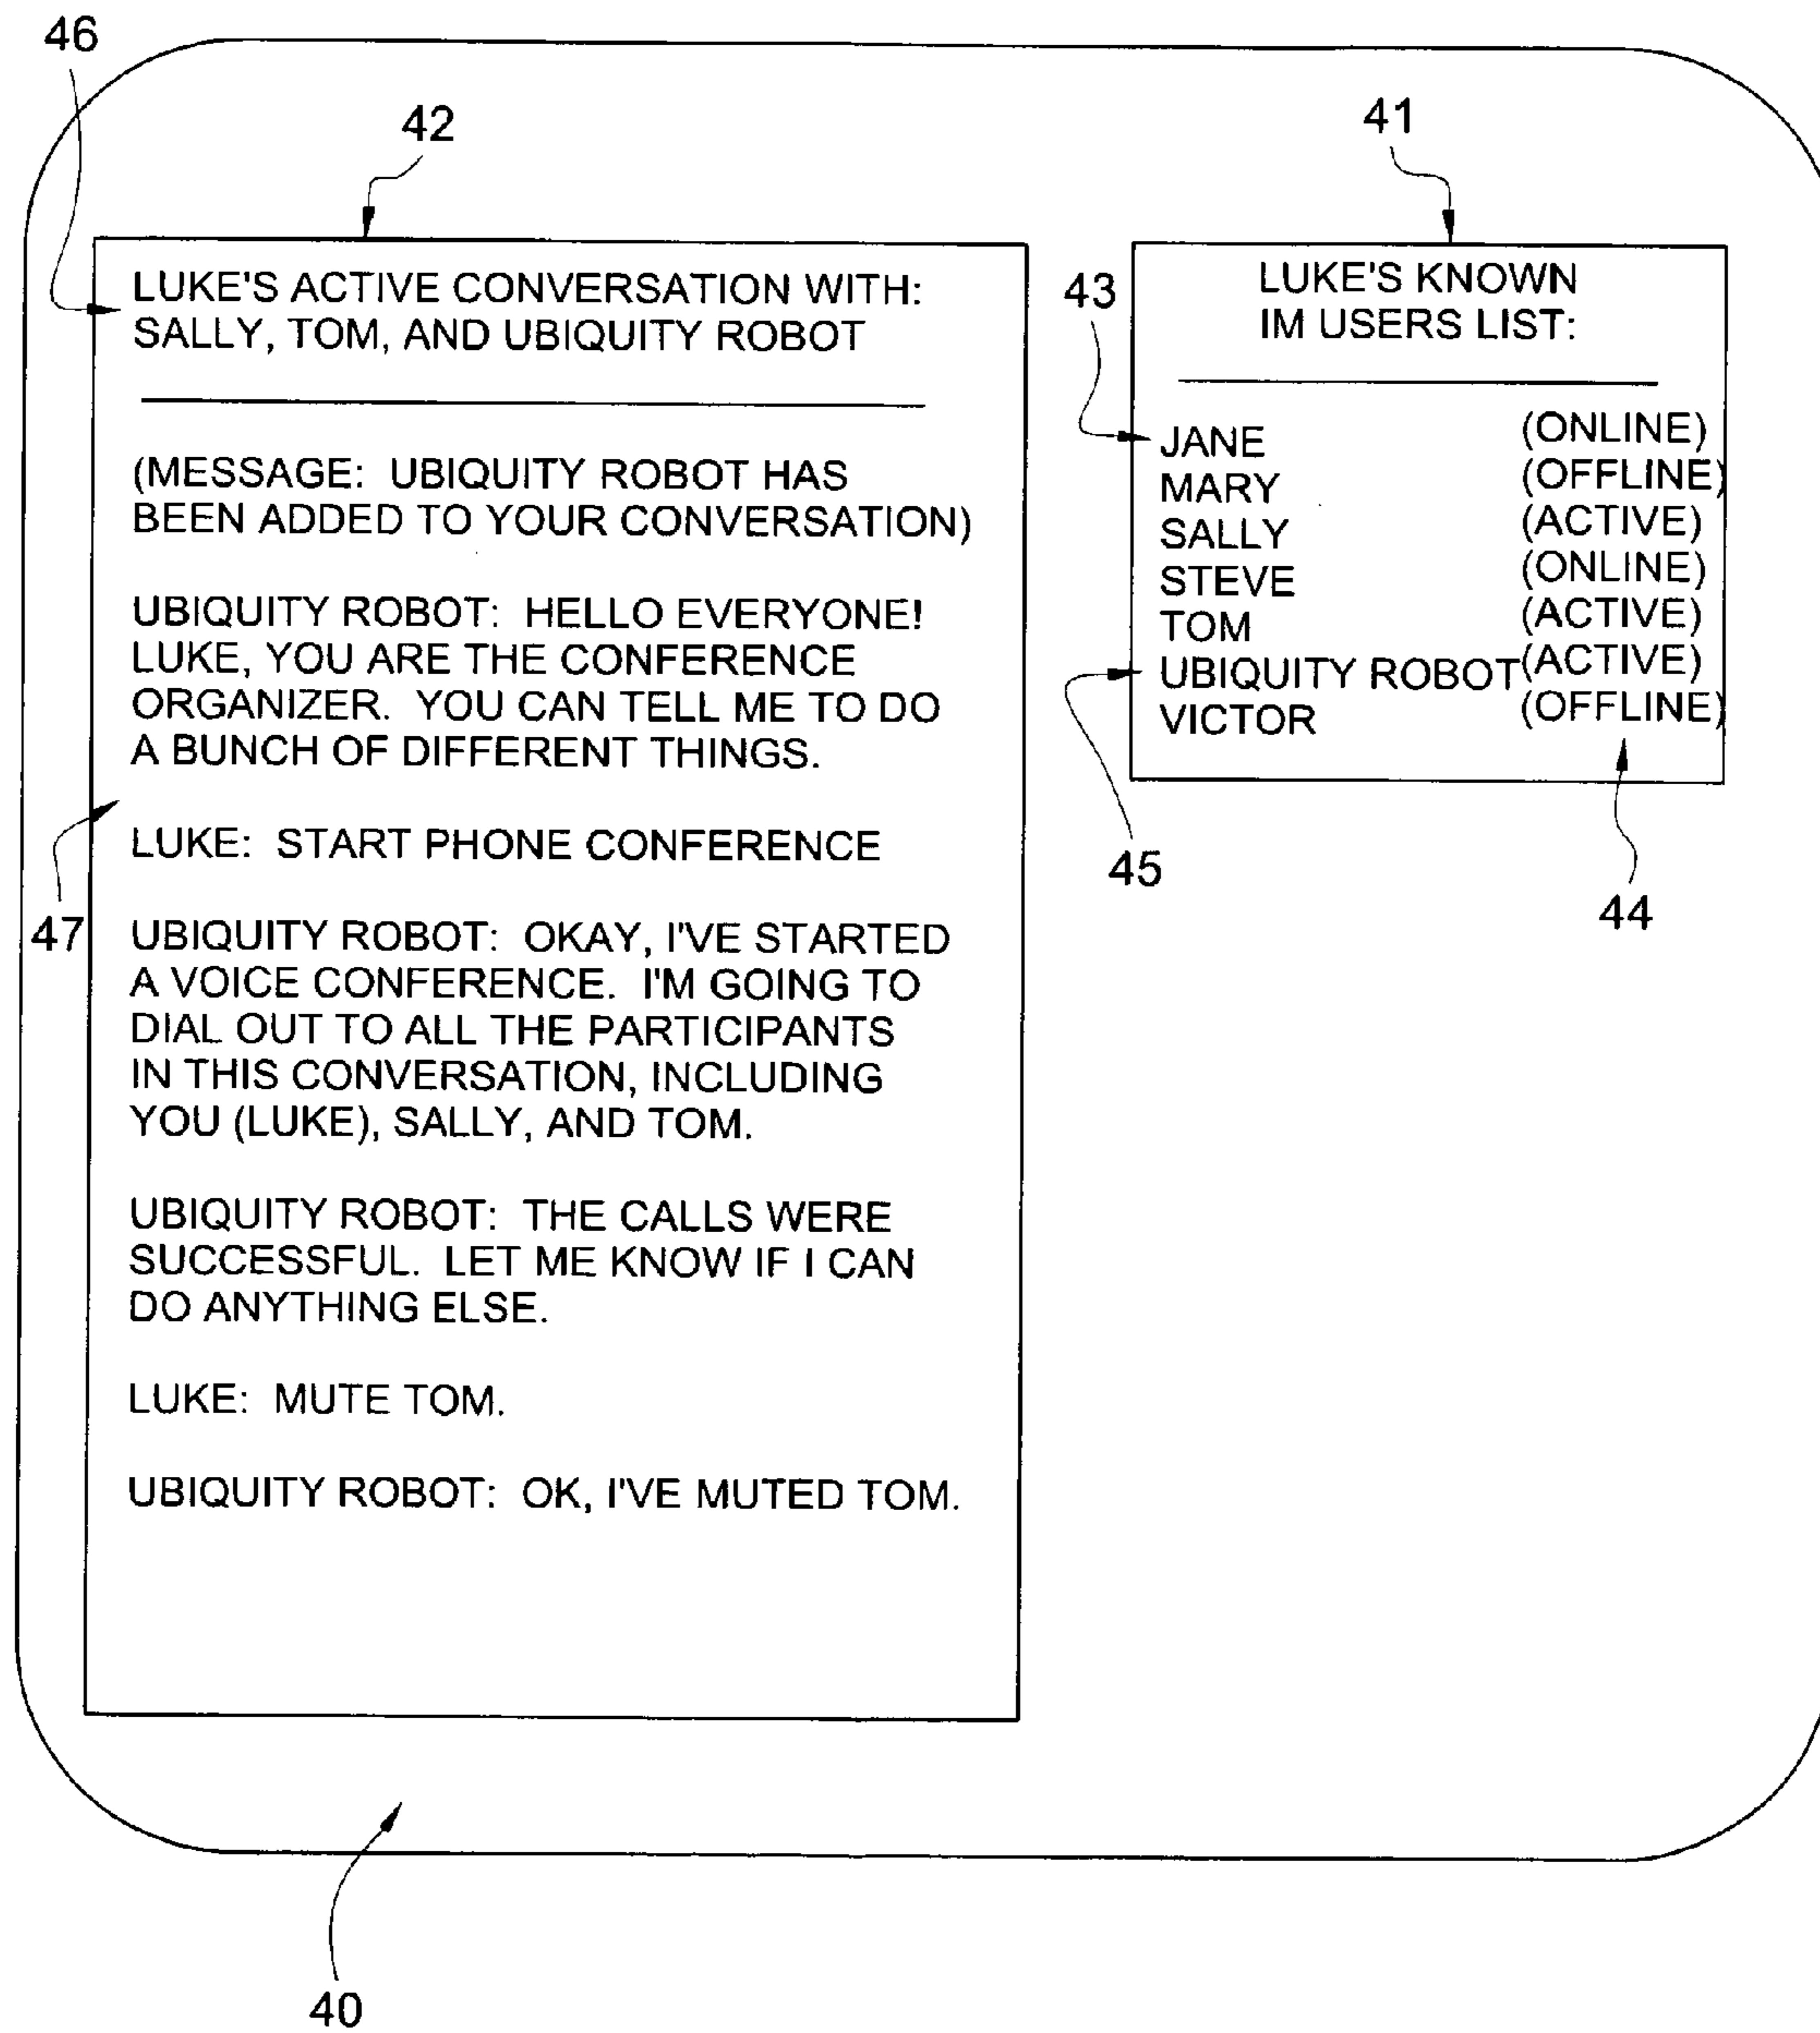 46
42
41
LUKE'S ACTIVE CONVERSATION WITH:
SALLY, TOM, AND UBIQUITY ROBOT
(MESSAGE: UBIQUITY ROBOT HAS
BEEN ADDED TO YOUR CONVERSATION)
UBIQUITY ROBOT: HELLO EVERYONE!
LUKE, YOU ARE THE CONFERENCE
ORGANIZER. YOU CAN TELL ME TO DO
A BUNCH OF DIFFERENT THINGS.
LUKE: START PHONE CONFERENCE
47
UBIQUITY ROBOT: OKAY, I'VE STARTED
A VOICE CONFERENCE. I'M GOING TO
DIAL OUT TO ALL THE PARTICIPANTS
IN THIS CONVERSATION, INCLUDING
YOU (LUKE), SALLY, AND TOM.
UBIQUITY ROBOT: THE CALLS WERE
SUCCESSFUL. LET ME KNOW IF I CAN
DO ANYTHING ELSE.
LUKE: MUTE TOM.
UBIQUITY ROBOT: OK, I'VE MUTED TOM.
43
LUKE'S KNOWN
IM USERS LIST:
JANE (ONLINE)
MARY (OFFLINE)
SALLY (ACTIVE)
STEVE (ONLINE)
TOM (ACTIVE)
UBIQUITY ROBOT (ACTIVE)
VICTOR (OFFLINE)
45
44
40